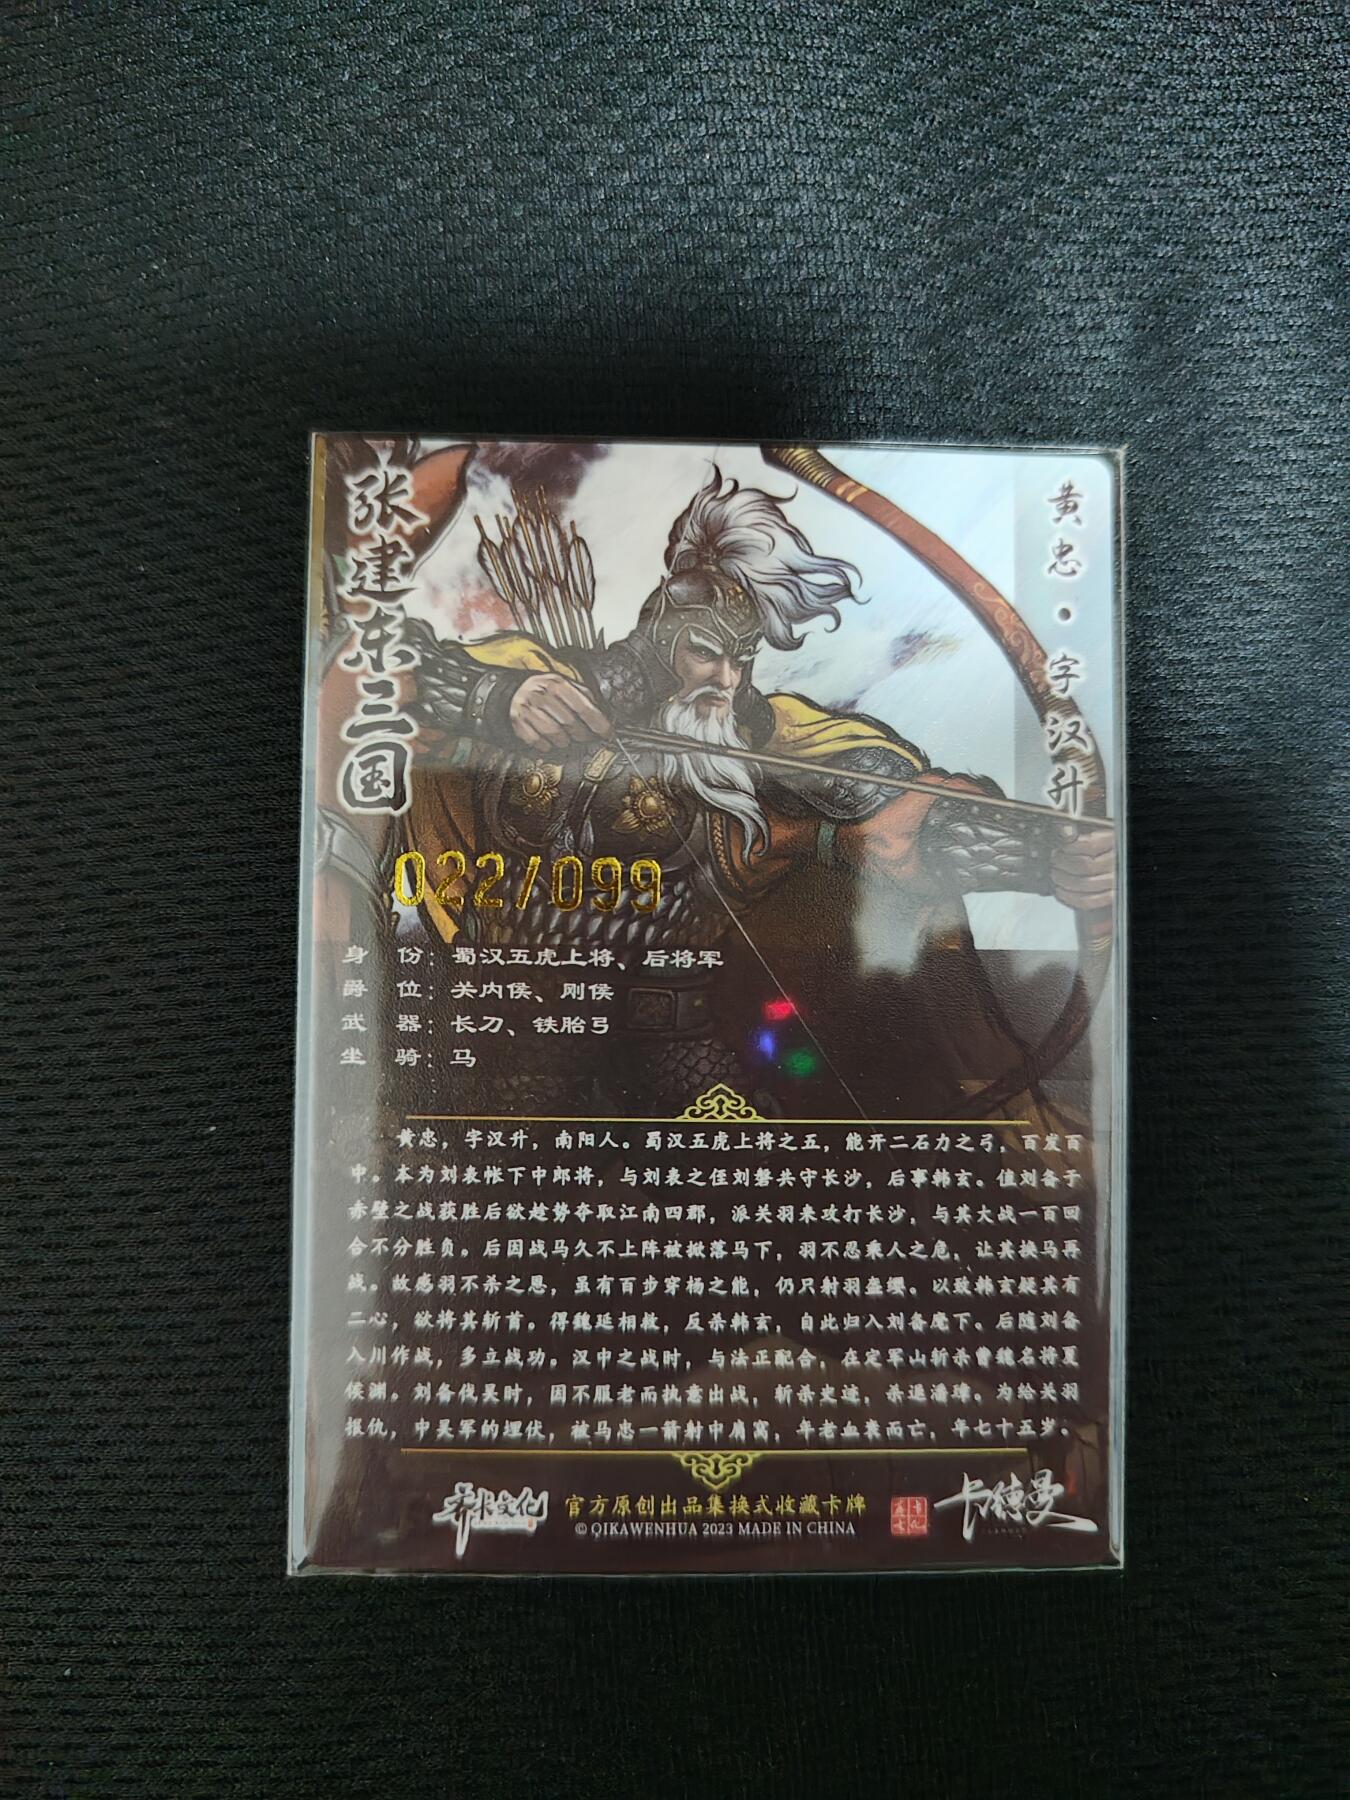 张建东三国
黄忠·字汉升
022/099
身 份：蜀汉五虎上将、后将军
爵 位：关内侯、刚侯
武 器：长刀、铁胎弓
坐 骑：马
黄忠，字汉升，南阳人。蜀汉五虎上将之五，能开二石力之弓，百发百
中。本为刘表帐下中郎将，与刘表之侄刘磐共守长沙，后事韩玄。值刘备于
赤壁之战获胜后欲趁势夺取江南四郡，派关羽来攻打长沙，与其大战一百回
合不分胜负。后因战马久不上阵被掀落马下，羽不忍乘人之危，让其换马再
战。故感羽不杀之恩，虽有百步穿杨之能，仍只射羽盔缨。以致韩玄疑其有
二心，欲将其斩首。得魏延相救，反杀韩玄，自此归入刘备麾下。后随刘备
入川作战，多立战功。汉中之战时，与法正配合，在定军山斩杀曹魏名将夏
侯渊。刘备伐吴时，因不服老而执意出战，斩杀史迹，杀退潘璋。为给关羽
报仇，中吴军的埋伏，被马忠一箭射中肩窝，年老血衰而亡，年七十五岁。
官方原创出品集换式收藏卡牌
© QIKAWENHUA 2023 MADE IN CHINA
卡德曼